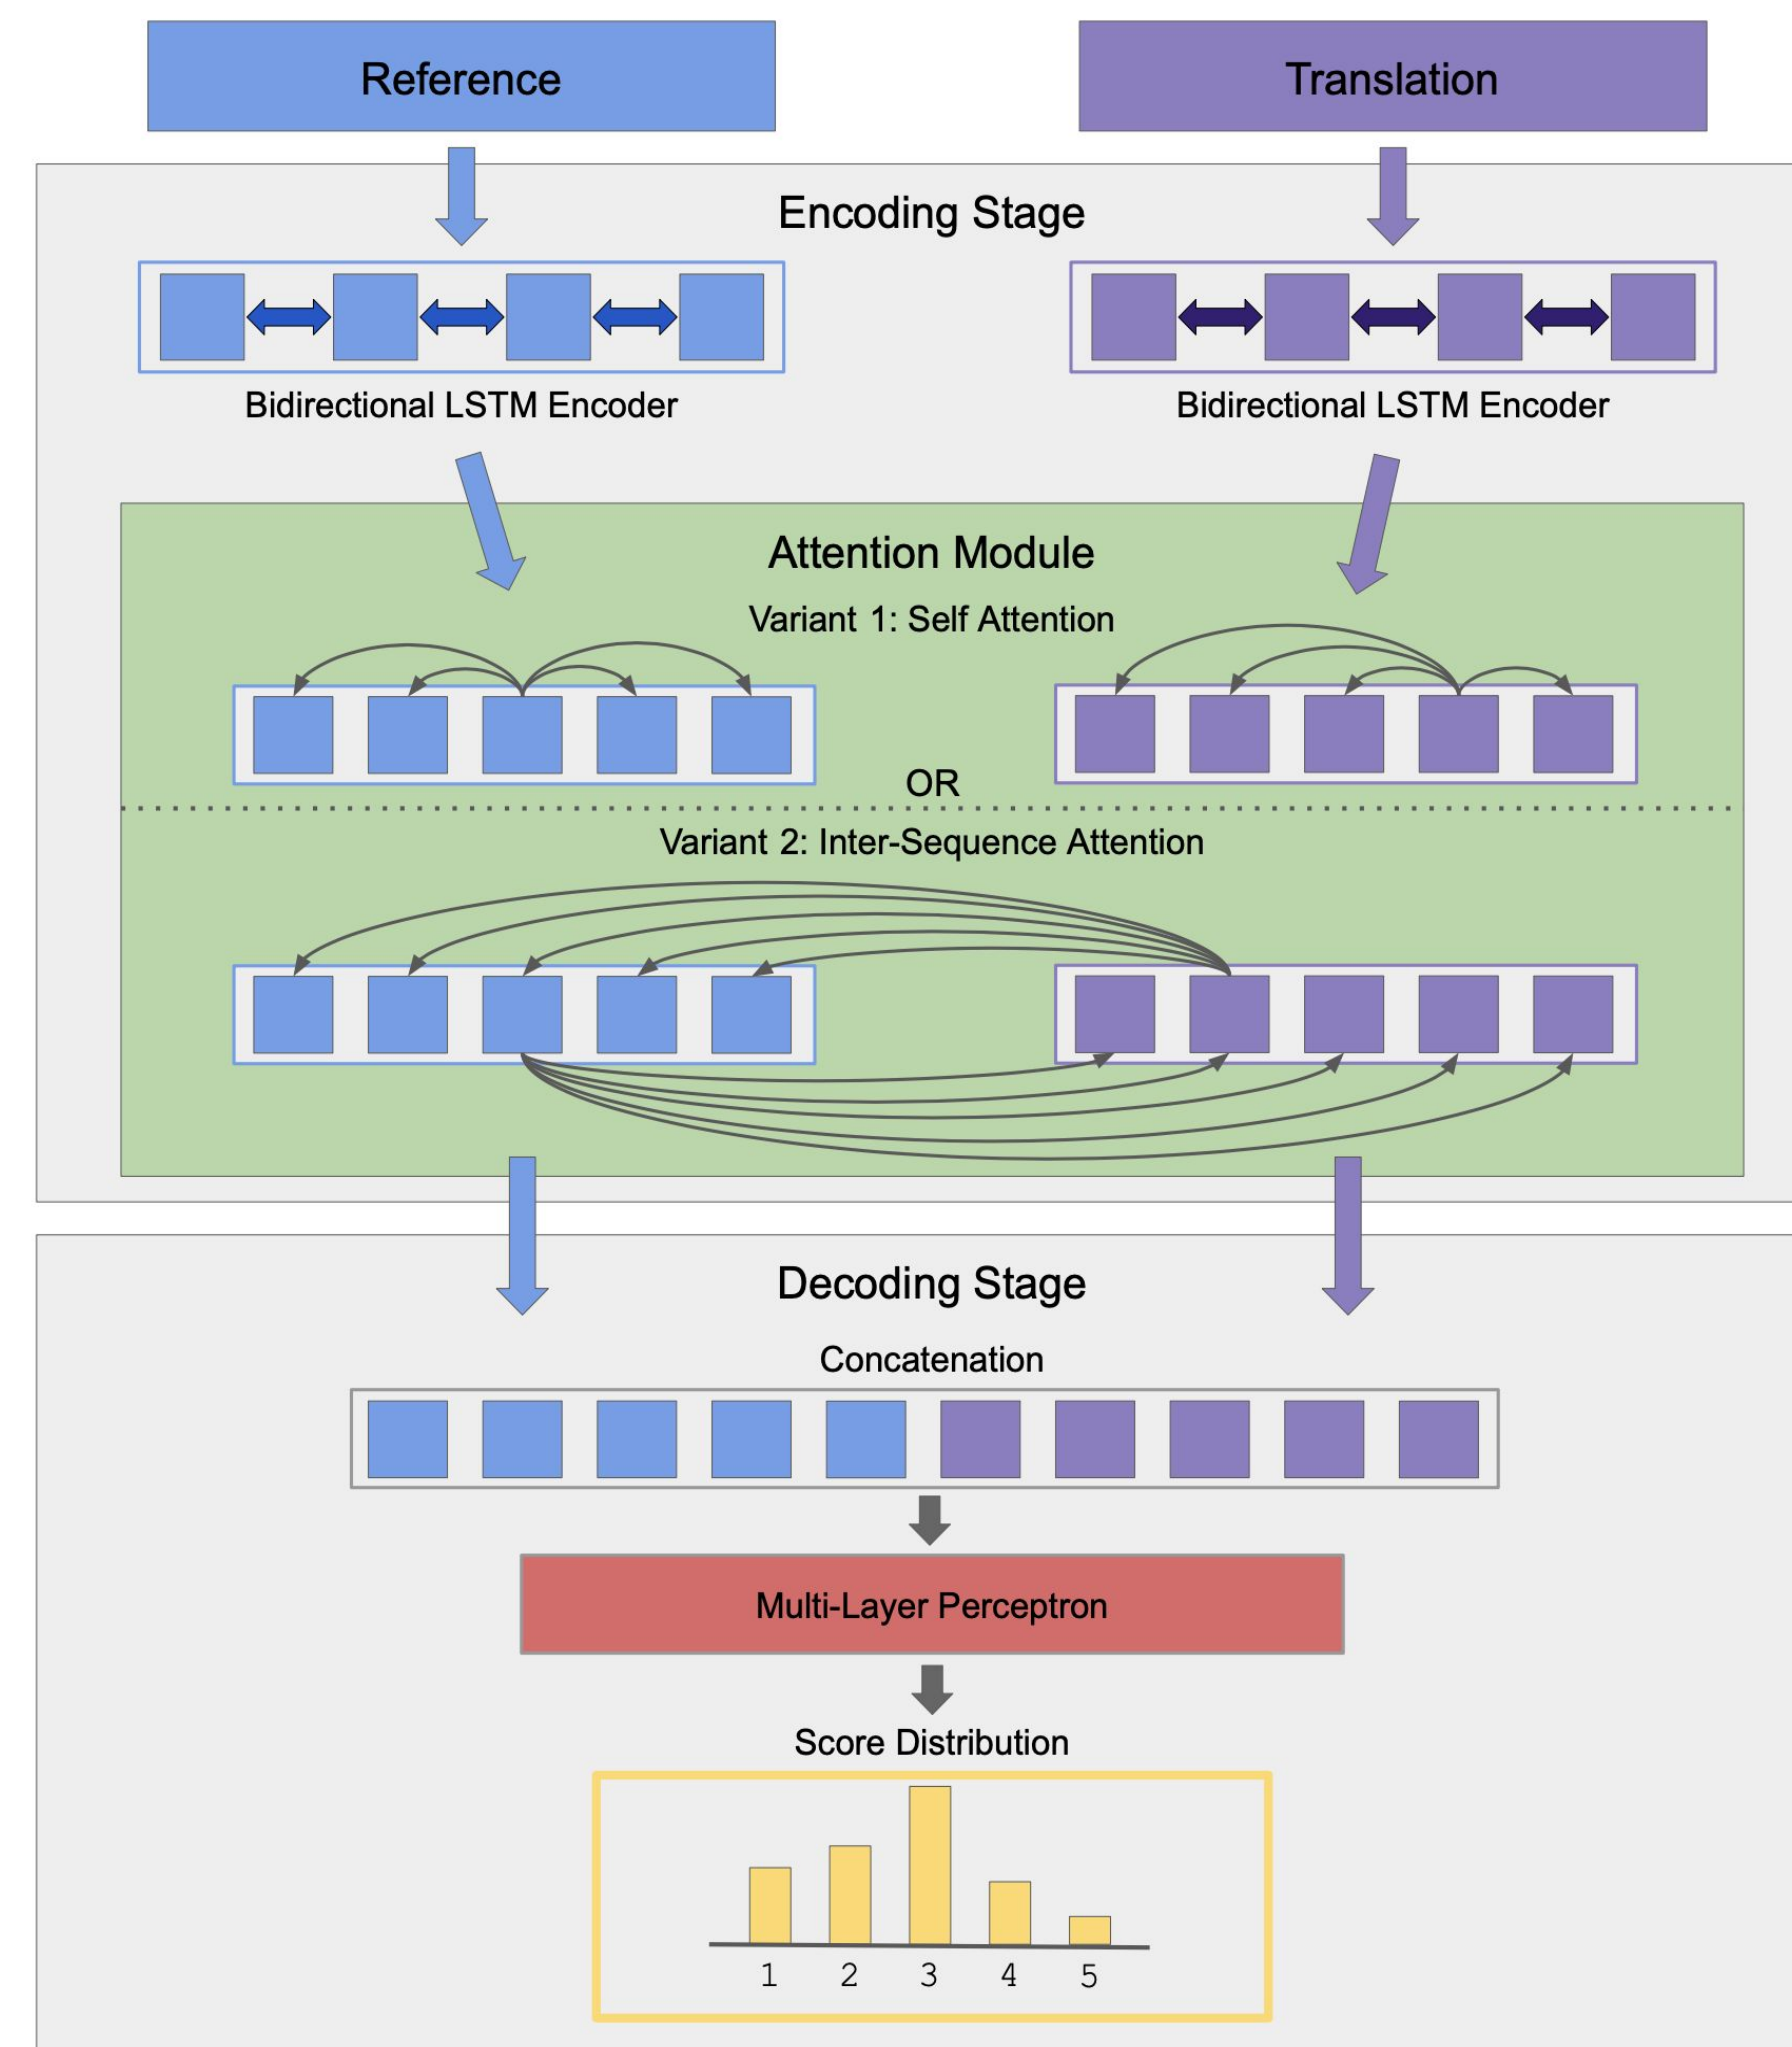 Reference
Translation
Encoding Stage
Bidirectional LSTM Encoder
Bidirectional LSTM Encoder
Attention Module
Variant 1: Self Attention
OR
Variant 2: Inter-Sequence Attention
Decoding Stage
Concatenation
Multi-Layer Perceptron
Score Distribution
1 2 3 4 5